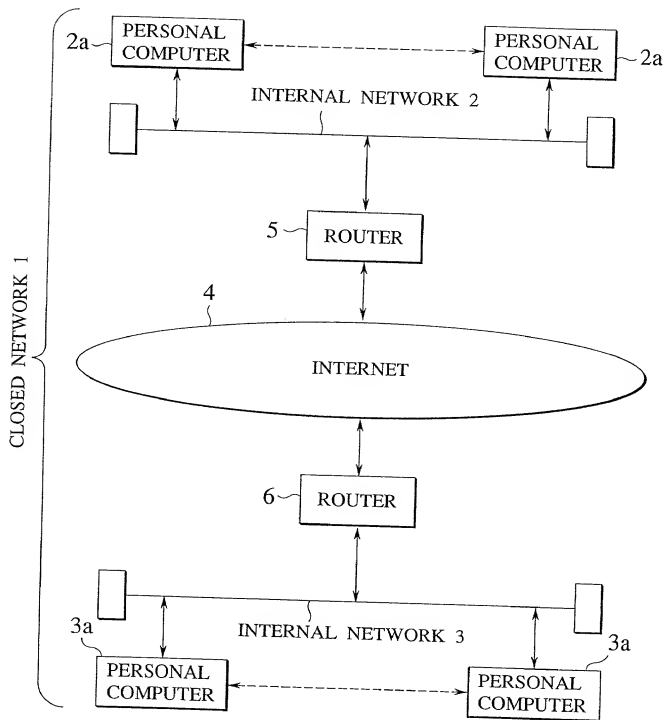 PERSONAL
COMPUTER
2a
PERSONAL
COMPUTER
2a
INTERNAL NETWORK 2
5
ROUTER
CLOSED NETWORK 1
4
INTERNET
6
ROUTER
INTERNAL NETWORK 3
3a
PERSONAL
COMPUTER
3a
PERSONAL
COMPUTER